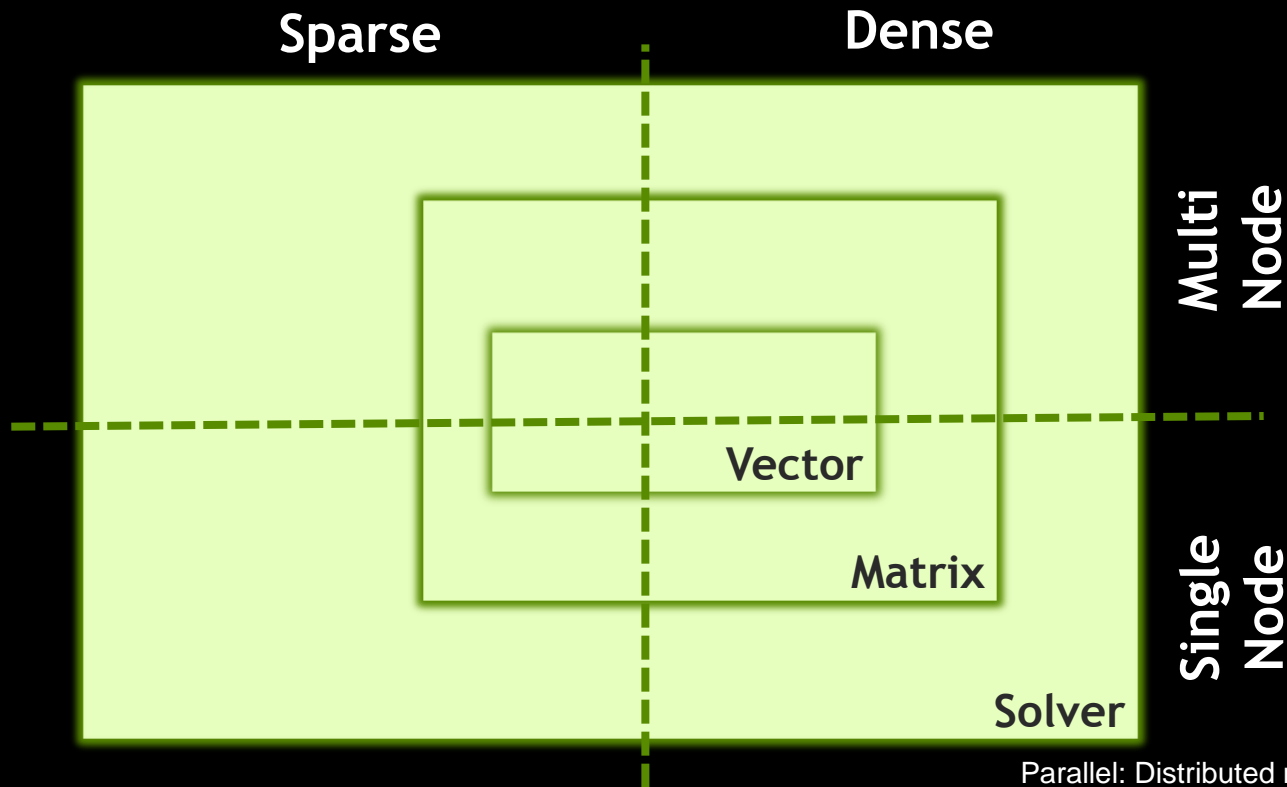 Sparse
Dense
Multi
Node
Vector
Matrix
Single
Node
Solver
Parallel: Distributed